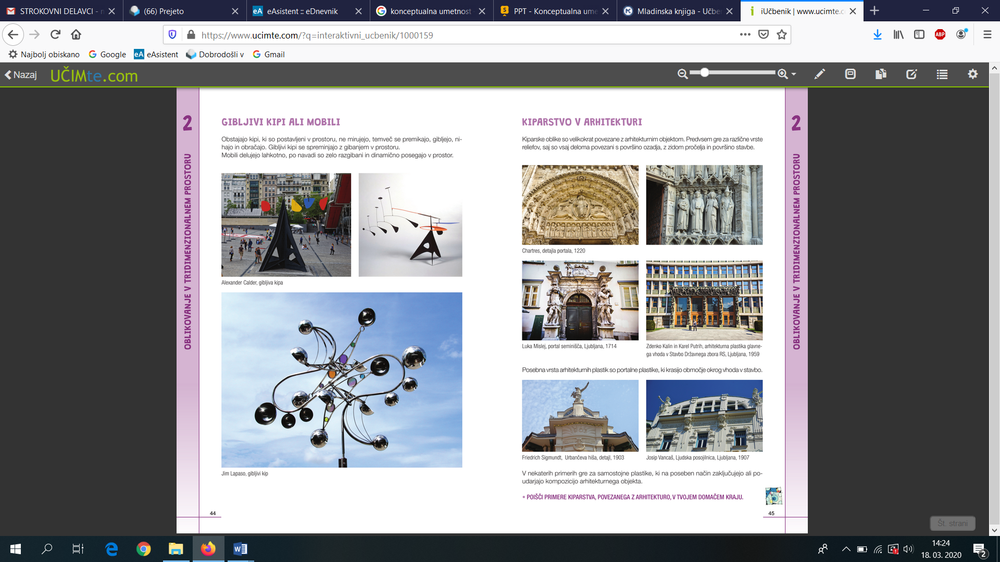 STROKOVNI DELAVCI - n
(66) Prejeto
eAsistent :: eDnevnik
konceptualna umetnost
PPT - Konceptualna ume
Mladinska knjiga - Učbe
iUčbenik | www.ucimte.c
https://www.ucimte.com/?q=interaktivni_ucbenik/1000159
Najbolj obiskano
Google
eAsistent
Dobrodošli v
Gmail
Nazaj
UČIMte.com
2
OBLIKOVANJE V TRIDIMENZIONALNEM PROSTORU
GIBLJIVI KIPI ALI MOBILI
Obstajajo kipi, ki so postavljeni v prostoru, ne mirujejo, temveč se premikajo, gibljejo, ni-
hajo in obračajo. Gibljivi kipi se spreminjajo z gibanjem v prostoru.
Mobili delujejo lahkotno, po navadi so zelo razgibani in dinamično posegajo v prostor.
Alexander Calder, gibljiva kipa
Jim Lapaso, gibljivi kip
44
KIPARSTVO V ARHITEKTURI
Kiparske oblike so velikokrat povezane z arhitekturnim objektom. Predvsem gre za različne vrste
reliefov, saj so vsaj deloma povezani s površino ozadja, z zidom pročelja in površino stavbe.
Chartres, detajla portala, 1220
Luka Mislej, portal seminišča, Ljubljana, 1714
Zdenko Kalin in Karel Putrih, arhitekturna plastika glavne-
ga vhoda v Stavbo Državnega zbora RS, Ljubljana, 1959
Posebna vrsta arhitekturnih plastik so portalne plastike, ki krasijo območje okrog vhoda v stavbo.
Friedrich Sigmundt, Urbančeva hiša, detajl, 1903
Josip Vancaš, Ljudska posojilnica, Ljubljana, 1907
V nekaterih primerih gre za samostojne plastike, ki na poseben način zaključujejo ali po-
udarjajo kompozicijo arhitekturnega objekta.
• POIŠČI PRIMERE KIPARSTVA, POVEZANEGA Z ARHITEKTURO, V TVOJEM DOMAČEM KRAJU.
45
2
OBLIKOVANJE V TRIDIMENZIONALNEM PROSTORU
Št. strani
14:24
18. 03. 2020
2